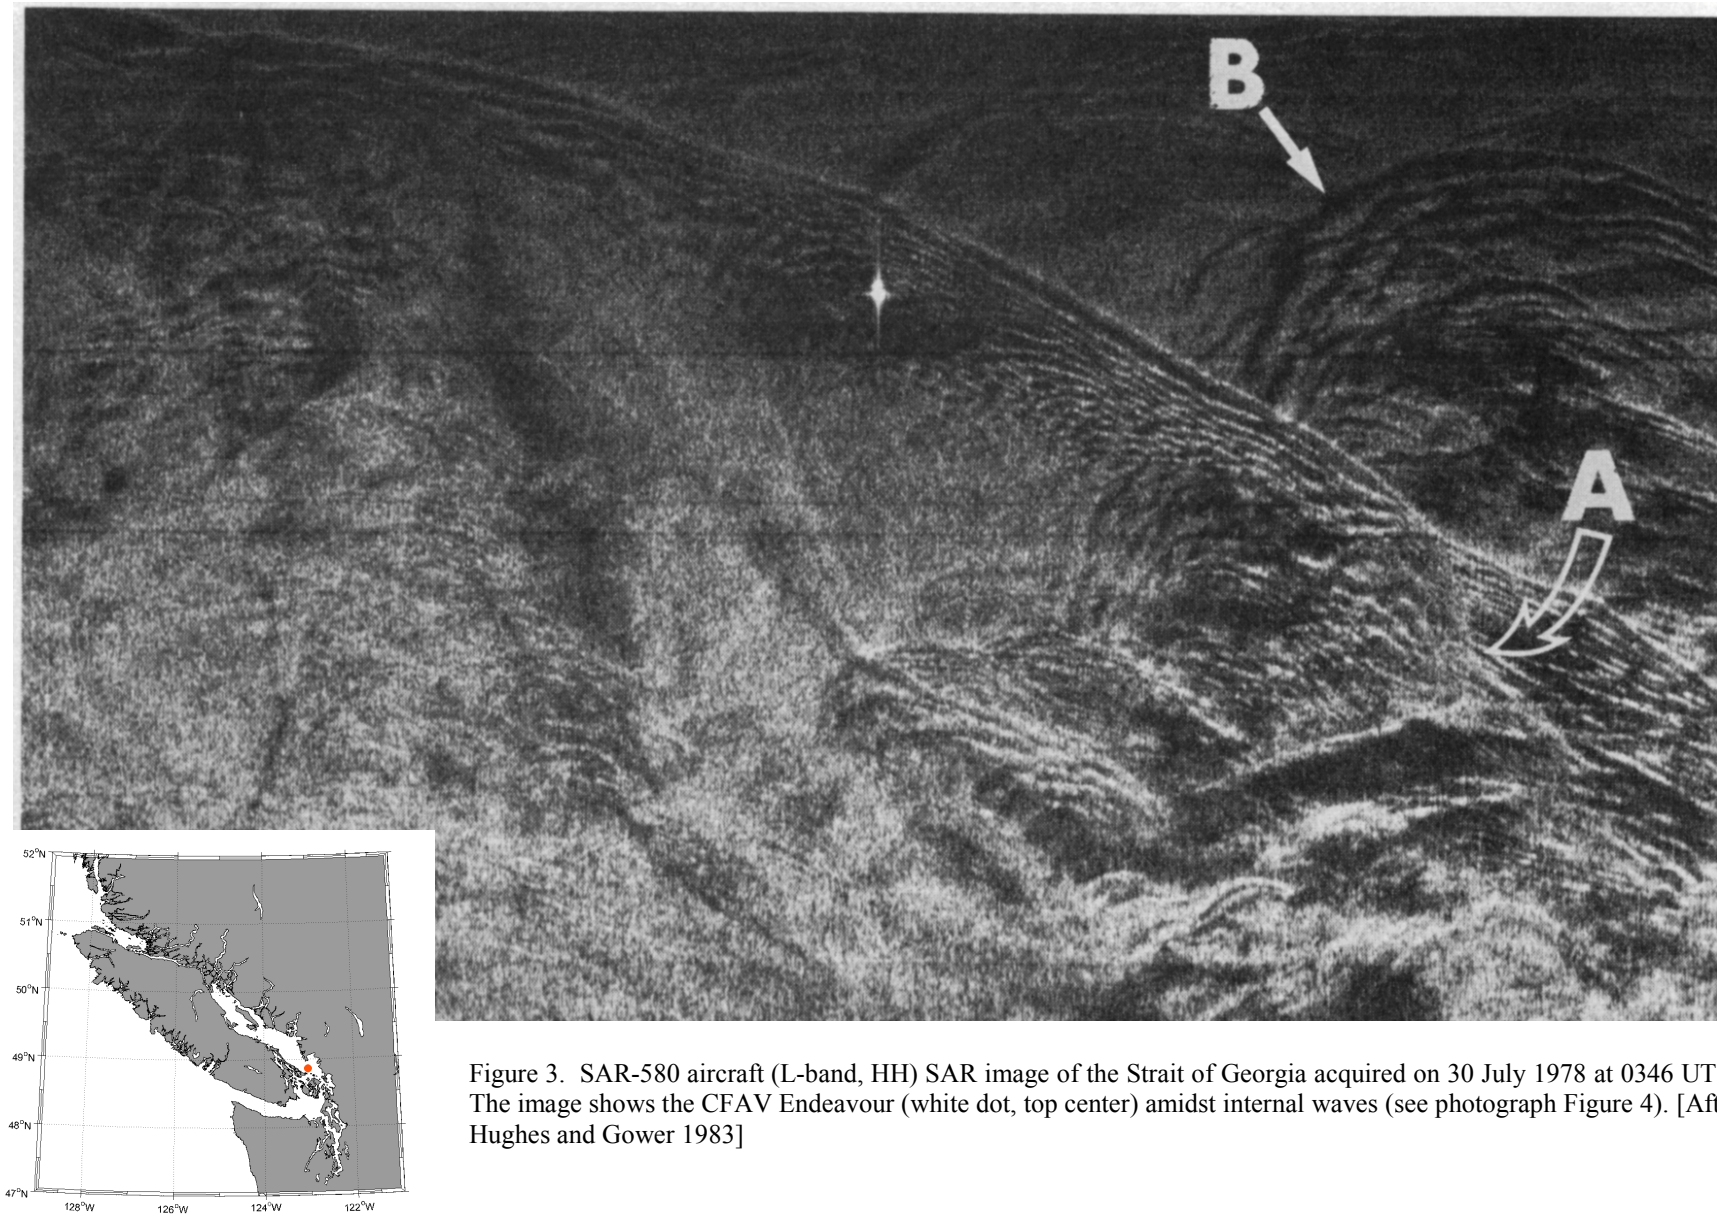 B
A
52°N
51°N
50°N
49°N
48°N
47°N
128°W
126°W
124°W
122°W
Figure 3. SAR-580 aircraft (L-band, HH) SAR image of the Strait of Georgia acquired on 30 July 1978 at 0346 UT
The image shows the CFAV Endeavour (white dot, top center) amidst internal waves (see photograph Figure 4). [Aft
Hughes and Gower 1983]